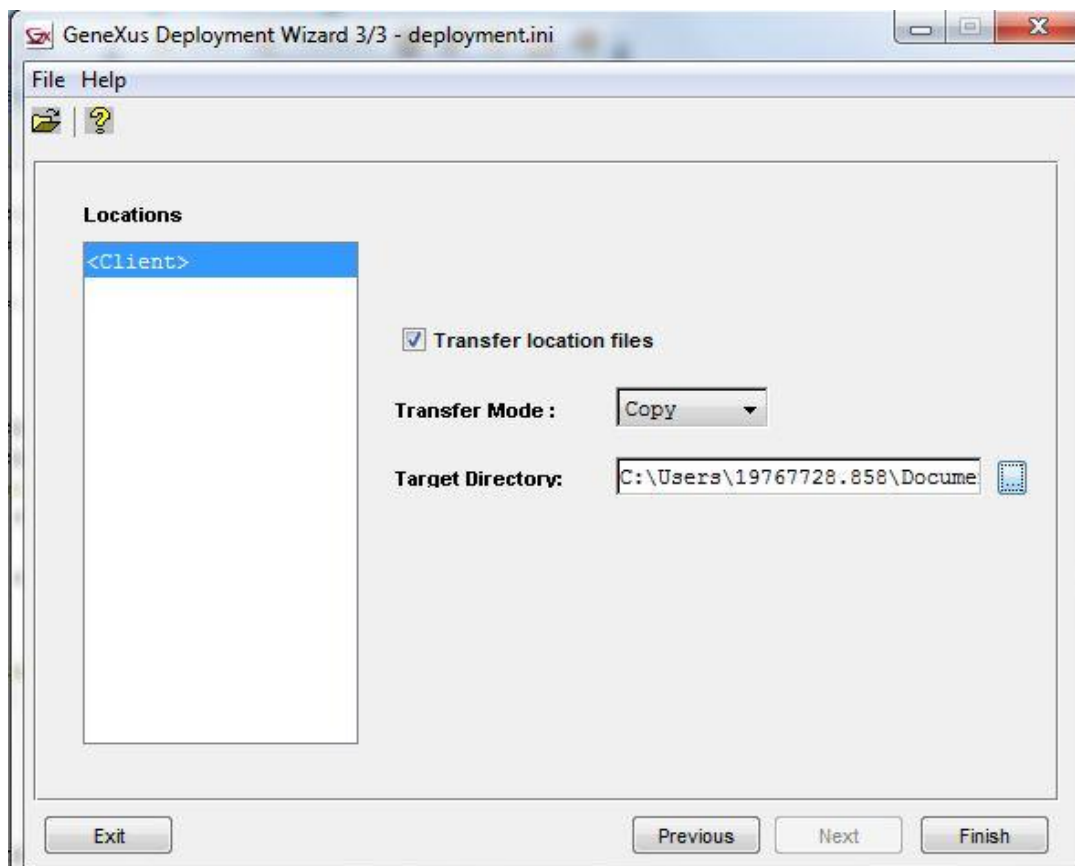 GeneXus Deployment Wizard 3/3 - deployment.ini
File Help
Locations
<Client>
Transfer location files
Transfer Mode :
Copy
Target Directory:
C:\Users\19767728.858\Docume
Exit
Previous
Next
Finish